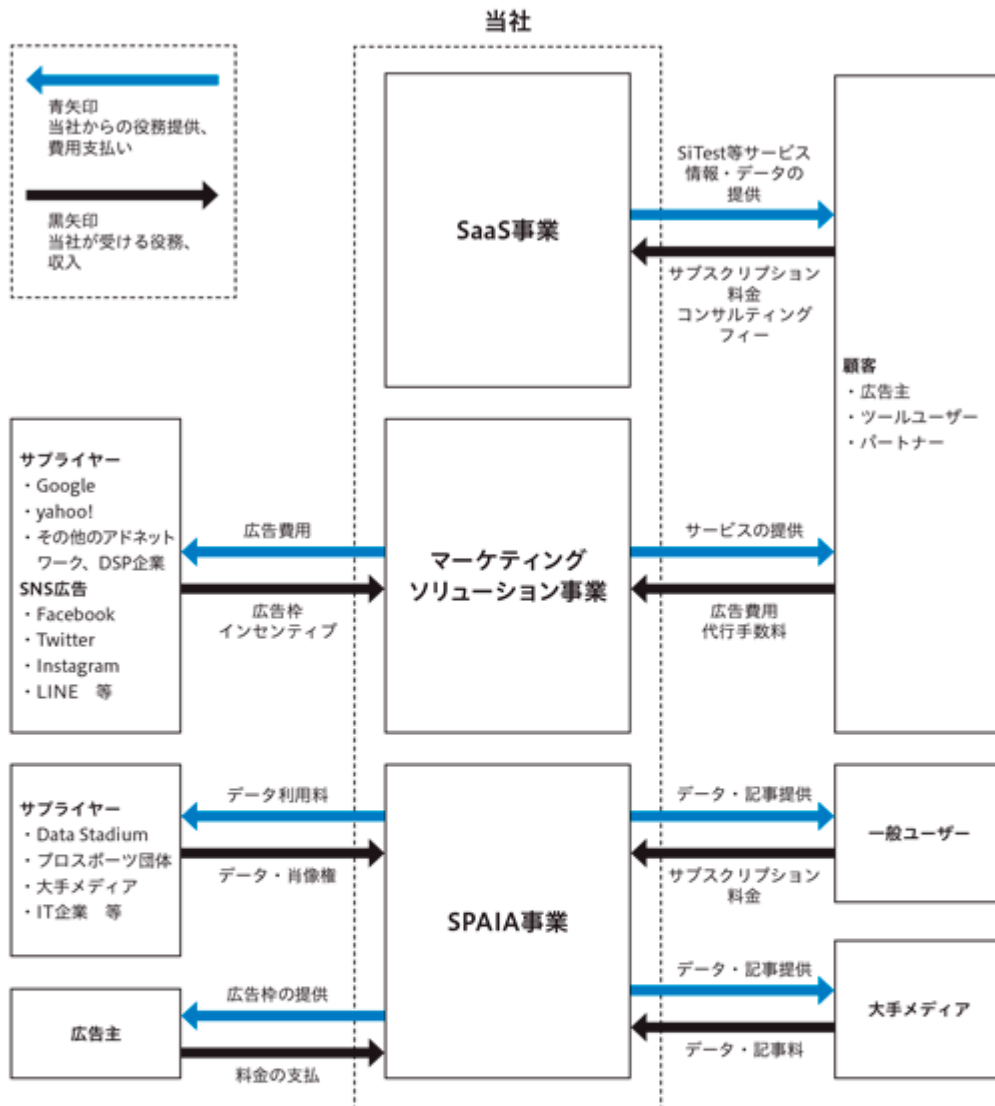 当社
青矢印
当社からの役務提供、
費用支払い
黒矢印
当社が受ける役務、
収入
SaaS事業
SiTest等サービス
情報・データの
提供
サブスクリプション
料金
コンサルティング
フィー
顧客
・広告主
・ツールユーザー
・パートナー
サプライヤー
・Google
・yahoo!
・その他のアドネット
ワーク、DSP企業
SNS広告
・Facebook
・Twitter
・Instagram
・LINE 等
広告費用
広告枠
インセンティブ
マーケティング
ソリューション事業
サービスの提供
広告費用
代行手数料
サプライヤー
・Data Stadium
・プロスポーツ団体
・大手メディア
・IT企業 等
データ利用料
データ・肖像権
SPAIA事業
データ・記事提供
サブスクリプション
料金
一般ユーザー
広告主
広告枠の提供
料金の支払
データ・記事提供
データ・記事料
大手メディア